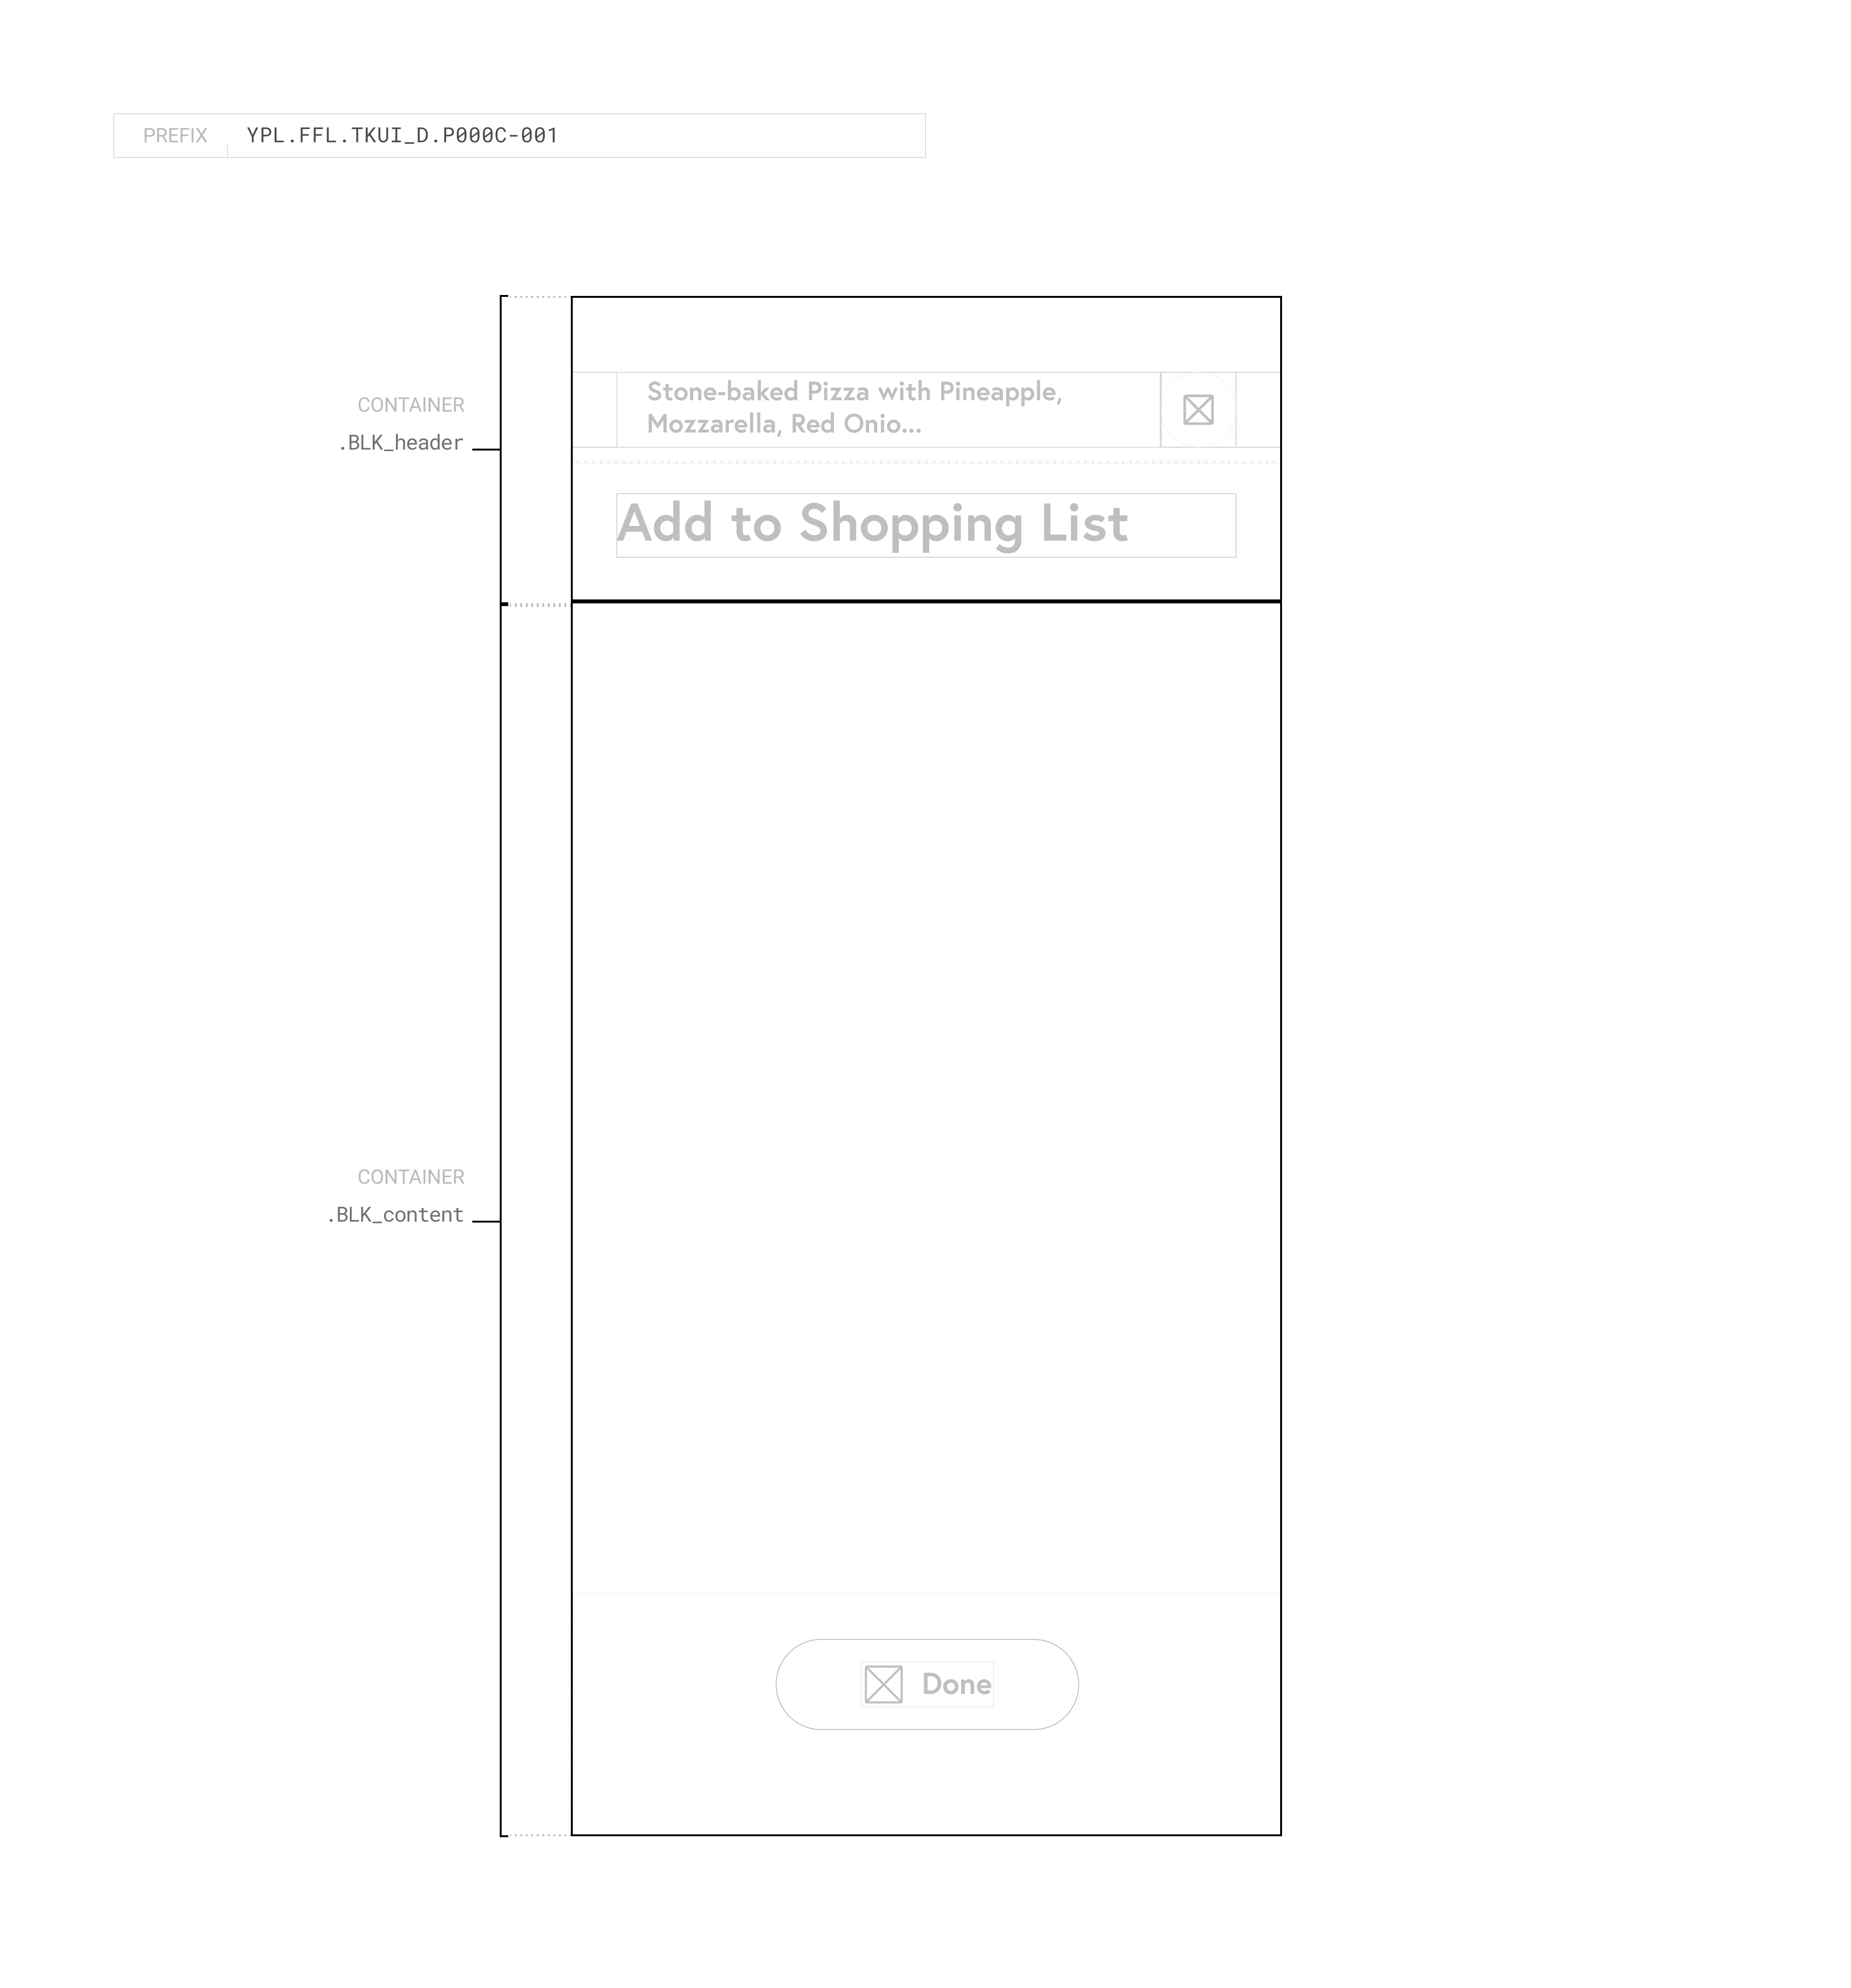 PREFIX YPL.FFL.TKUI_D.P000C-001
CONTAINER
.BLK_header
Stone-baked Pizza with Pineapple,
Mozzarella, Red Onio...
Add to Shopping List
CONTAINER
.BLK_content
Done